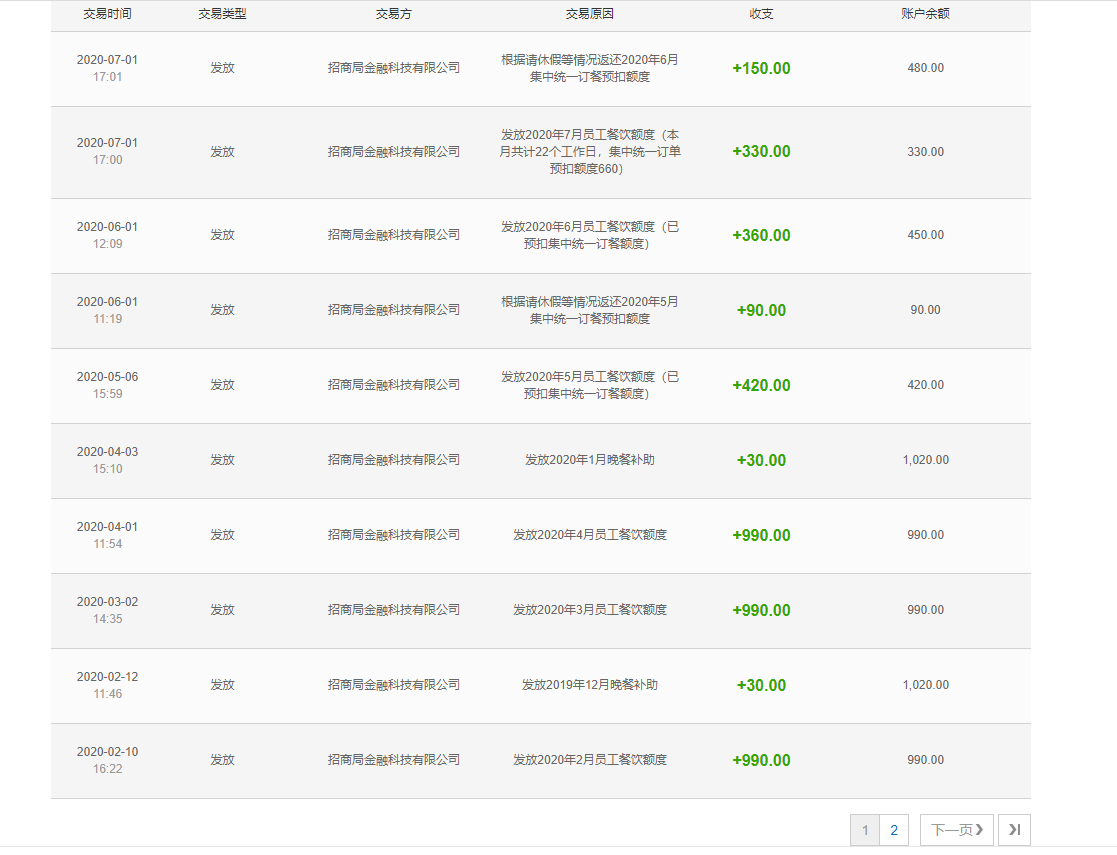 交易时间 交易类型 交易方 交易原因 收支 账户余额
2020-07-01
17:01
发放
招商局金融科技有限公司
根据请休假等情况返还2020年6月
集中统一订餐预扣额度
+150.00
480.00
2020-07-01
17:00
发放
招商局金融科技有限公司
发放2020年7月员工餐饮额度（本
月共计22个工作日，集中统一订单
预扣额度660）
+330.00
330.00
2020-06-01
12:09
发放
招商局金融科技有限公司
发放2020年6月员工餐饮额度（已
预扣集中统一订餐额度）
+360.00
450.00
2020-06-01
11:19
发放
招商局金融科技有限公司
根据请休假等情况返还2020年5月
集中统一订餐预扣额度
+90.00
90.00
2020-05-06
15:59
发放
招商局金融科技有限公司
发放2020年5月员工餐饮额度（已
预扣集中统一订餐额度）
+420.00
420.00
2020-04-03
15:10
发放
招商局金融科技有限公司
发放2020年1月晚餐补助
+30.00
1,020.00
2020-04-01
11:54
发放
招商局金融科技有限公司
发放2020年4月员工餐饮额度
+990.00
990.00
2020-03-02
14:35
发放
招商局金融科技有限公司
发放2020年3月员工餐饮额度
+990.00
990.00
2020-02-12
11:46
发放
招商局金融科技有限公司
发放2019年12月晚餐补助
+30.00
1,020.00
2020-02-10
16:22
发放
招商局金融科技有限公司
发放2020年2月员工餐饮额度
+990.00
990.00
1 2 下一页